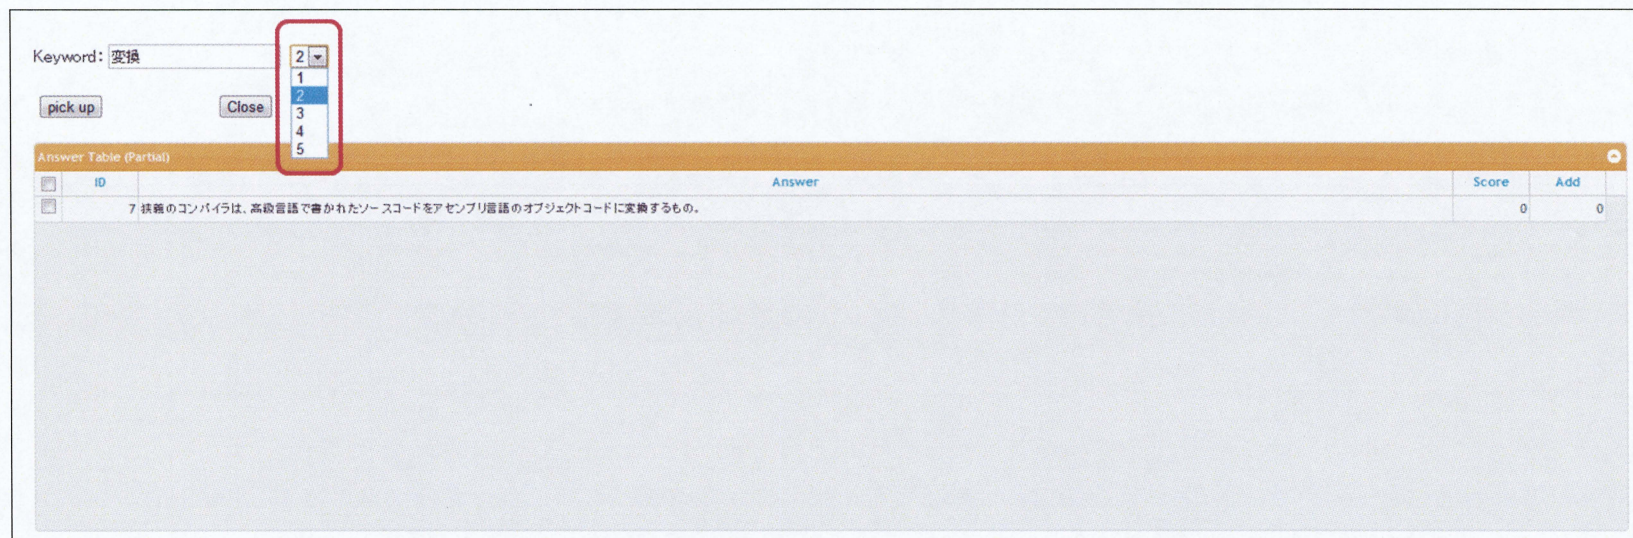 Keyword: 変換 2
1
2
3
4
5
pick up Close
Answer Table (Partial)
ID Answer Score Add
7 狭義のコンパイラは、高級言語で書かれたソースコードをアセンブリ言語のオブジェクトコードに変換するもの。 0 0